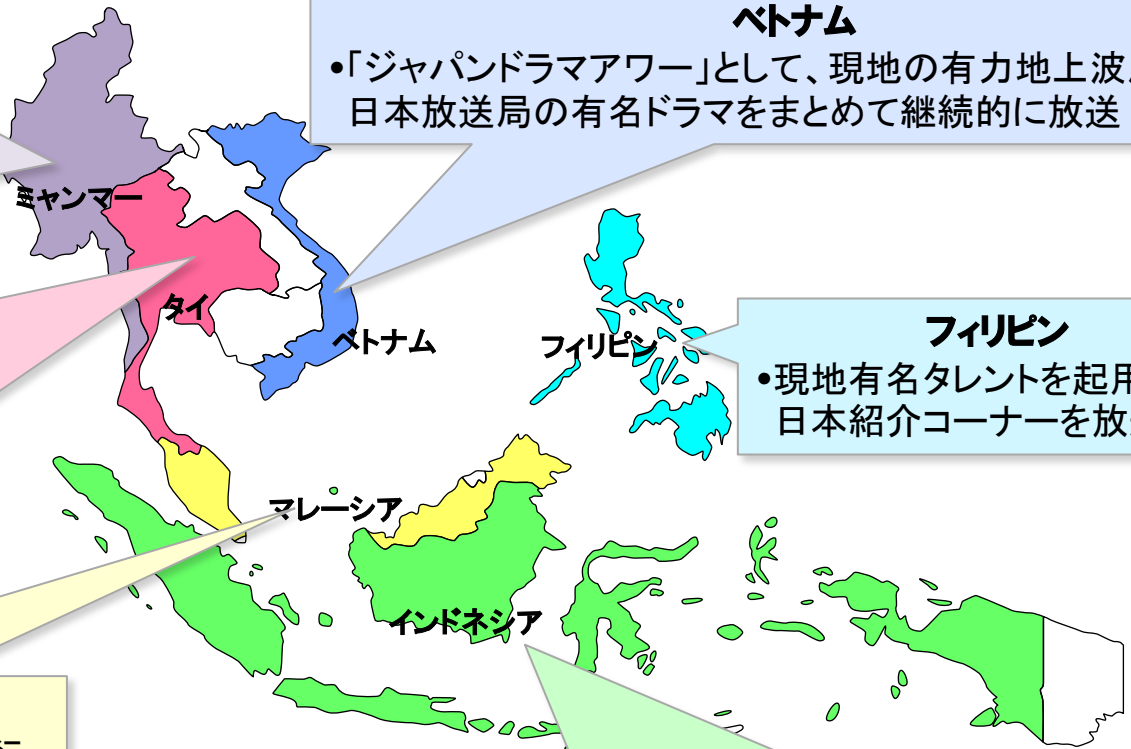 ベトナム
•「ジャパンドラマアワー」として、現地の有力地上波
日本放送局の有名ドラマをまとめて継続的に放送
ミャンマー
タイ
ベトナム
フィリピン
フィリピン
•現地有名タレントを起用
日本紹介コーナーを放
マレーシア
インドネシア